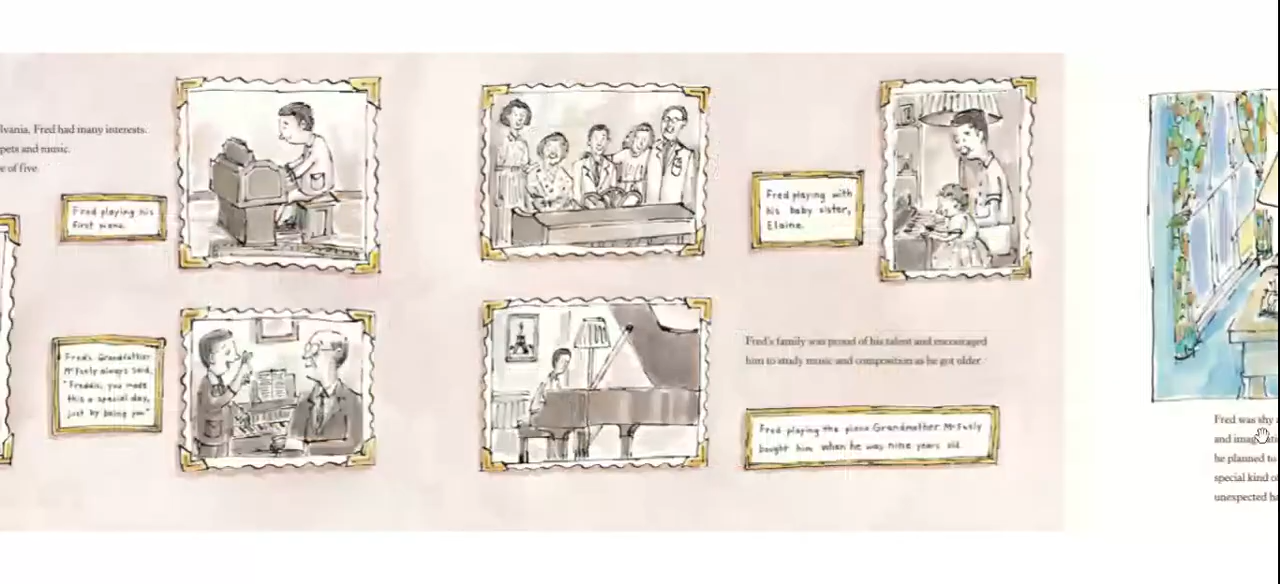 lvania, Fred had many interests.
pets and music.
e of five
Fred playing his
first piano.
Fred's Grandfather
McFeely always said,
"Freddie, you made
this a special day,
just by being you"
Fred playing with
his baby sister,
Elaine.
Fred's family was proud of his talent and encouraged
him to study music and composition as he got older.
Fred playing the piano Grandmother McFeely
bought him when he was nine years old.
Fred was shy
and imag
he planned to
special kind o
unexpected ha